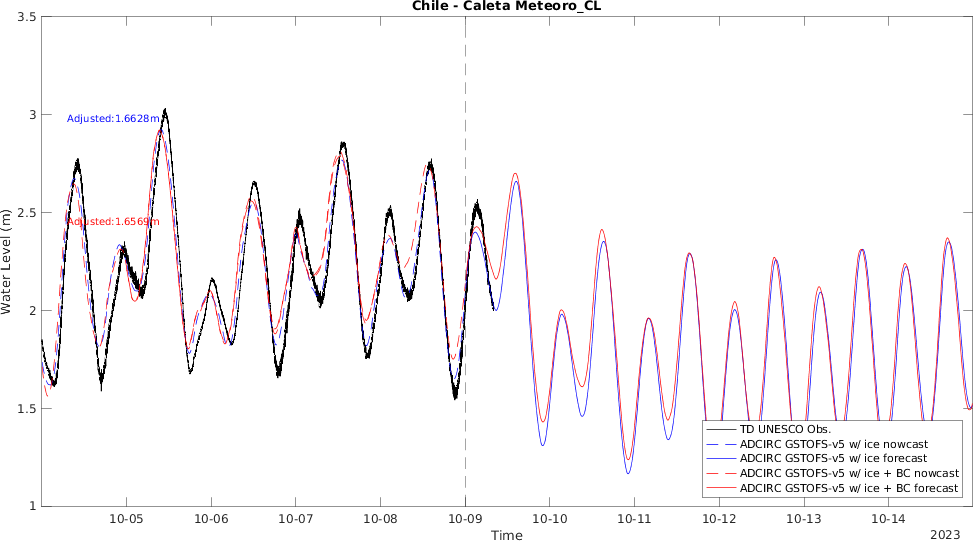 Chile - Caleta Meteoro_CL
3.5
3
2.5
2
1.5
1
Water Level (m)
Adjusted:1.6628m
Adjusted:1.6569m
TD UNESCO Obs.
ADCIRC GSTOFS-v5 w/ ice nowcast
ADCIRC GSTOFS-v5 w/ ice forecast
ADCIRC GSTOFS-v5 w/ ice + BC nowcast
ADCIRC GSTOFS-v5 w/ ice + BC forecast
10-05 10-06 10-07 10-08 10-09 10-10 10-11 10-12 10-13 10-14
Time
2023